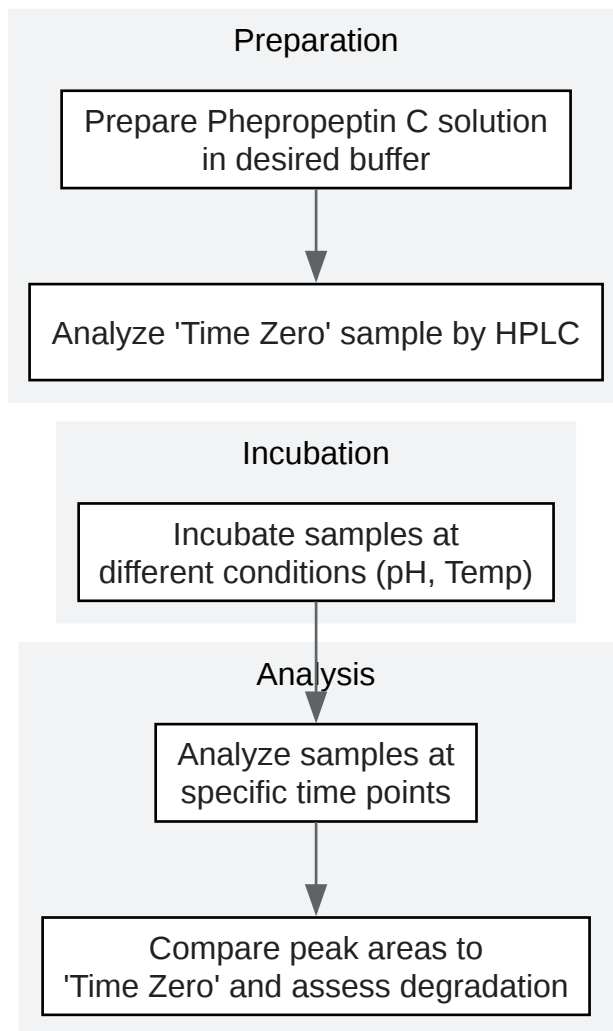 Preparation
Prepare Phepropeptin C solution
in desired buffer
Analyze 'Time Zero' sample by HPLC
Incubation
Incubate samples at
different conditions (pH, Temp)
Analysis
Analyze samples at
specific time points
Compare peak areas to
'Time Zero' and assess degradation